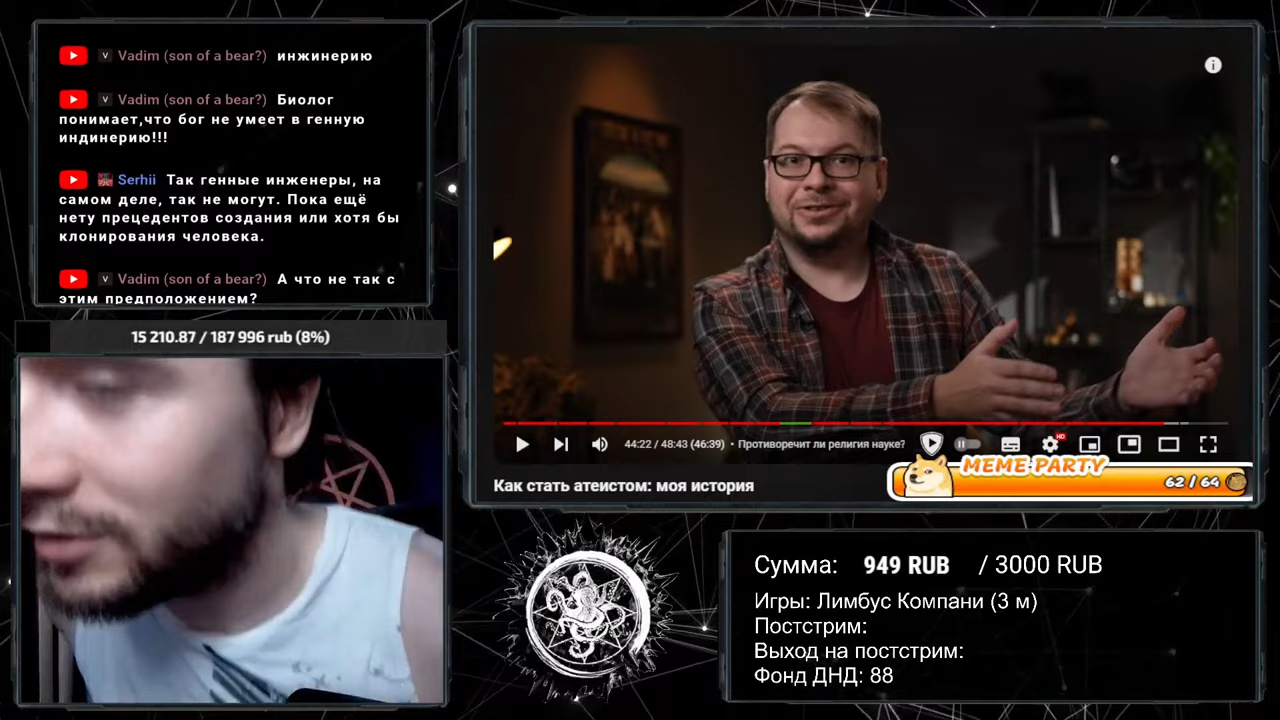 V Vadim (son of a bear?) инжинерию
V Vadim (son of a bear?) Биолог
понимает,что бог не умеет в генную
индинерию!!!
Serhii Так генные инженеры, на
самом деле, так не могут. Пока ещё
нету прецедентов создания или хотя бы
клонирования человека.
V Vadim (son of a bear?) А что не так с
этим предположением?
15 210.87 / 187 996 rub (8%)
44:22 / 48:43 (46:39) • Противоречит ли религия науке?
HD
Как стать атеистом: моя история
MEME PARTY
62 / 64
Сумма: 949 RUB / 3000 RUB
Игры: Лимбус Компани (3 м)
Постстрим:
Выход на постстрим:
Фонд ДНД: 88